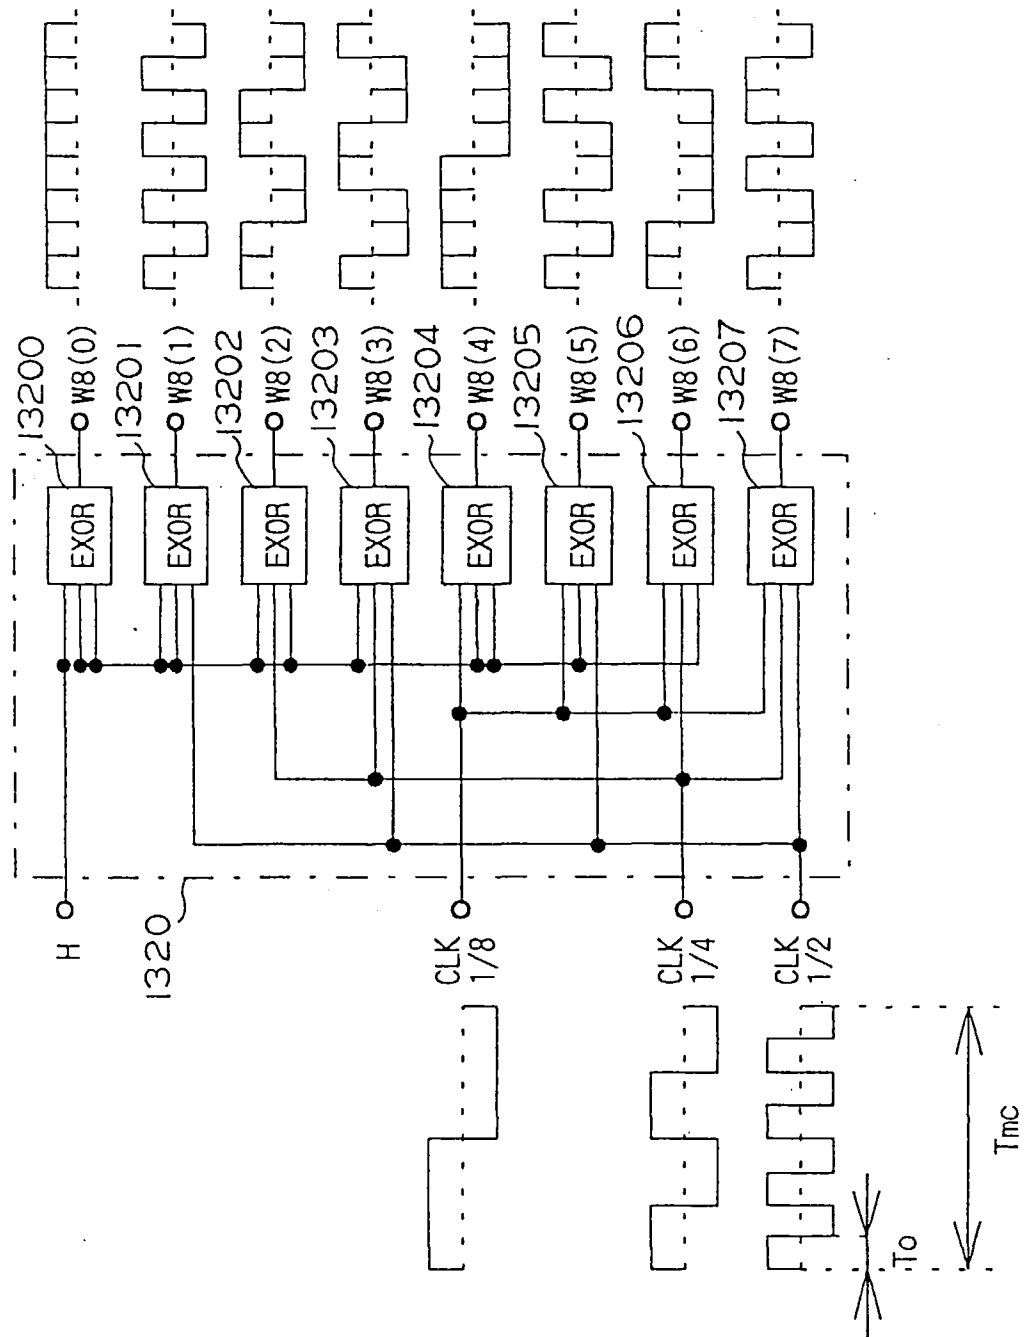 13200
13201
13202
13203
13204
13205
13206
13207
W8(0)
W8(1)
W8(2)
W8(3)
W8(4)
W8(5)
W8(6)
W8(7)
EXOR
EXOR
EXOR
EXOR
EXOR
EXOR
EXOR
EXOR
H
1320
CLK
1/8
CLK
1/4
CLK
1/2
To
Tmc